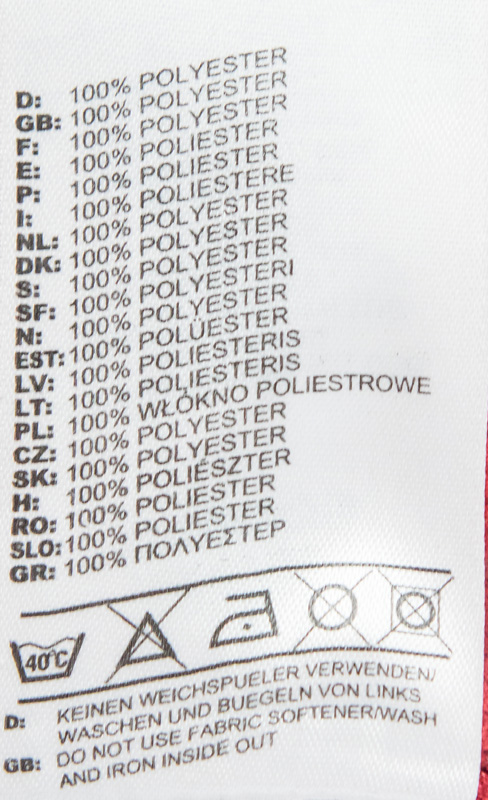 D: 100% POLYESTER
GB: 100% POLYESTER
F: 100% POLYESTER
E: 100% POLIESTER
P: 100% POLIESTER
I: 100% POLIESTERE
NL: 100% POLYESTER
DK: 100% POLYESTER
S: 100% POLYESTER
SF: 100% POLYESTERI
N: 100% POLYESTER
EST: 100% POLÜESTER
LV: 100% POLIESTERIS
LT: 100% POLIESTERIS
PL: 100% WŁÓKNO POLIESTROWE
CZ: 100% POLYESTER
SK: 100% POLYESTER
H: 100% POLIÉSZTER
RO: 100% POLIESTER
SLO: 100% POLIESTER
GR: 100% ΠΟΛΥΕΣΤΕΡ
40°C
D: KEINEN WEICHSPUELER VERWENDEN/
WASCHEN UND BUEGELN VON LINKS
GB: DO NOT USE FABRIC SOFTENER/WASH
AND IRON INSIDE OUT